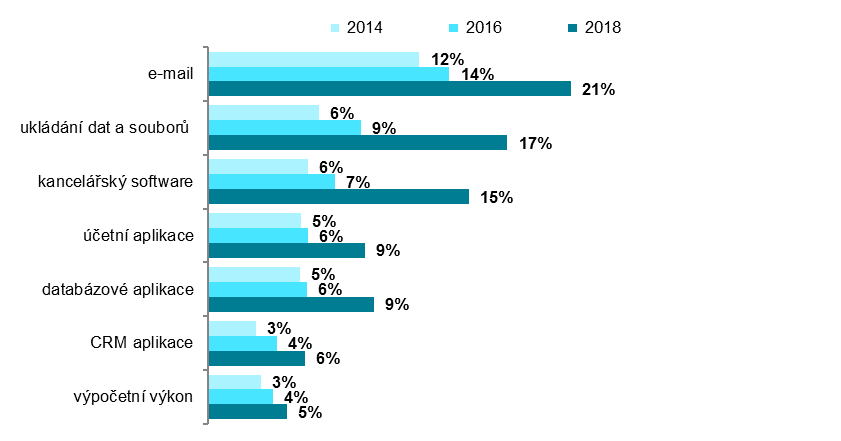 2014 2016 2018
e-mail
12%
14%
21%
ukládání dat a souborů
6%
9%
17%
kancelářský software
6%
7%
15%
účetní aplikace
5%
6%
9%
databázové aplikace
5%
6%
9%
CRM aplikace
3%
4%
6%
výpočetní výkon
3%
4%
5%